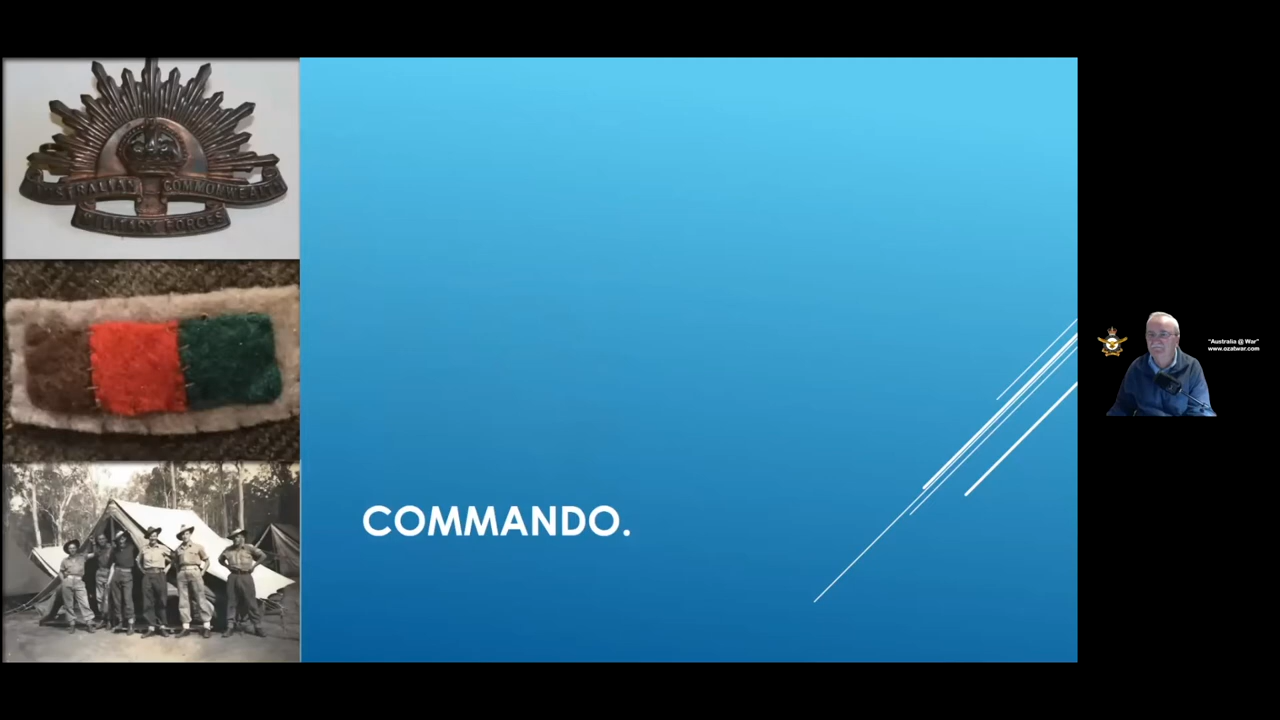 AUSTRALIAN COMMONWEALTH
MILITARY FORCES
COMMANDO.
"Australia @ War"
www.ozatwar.com